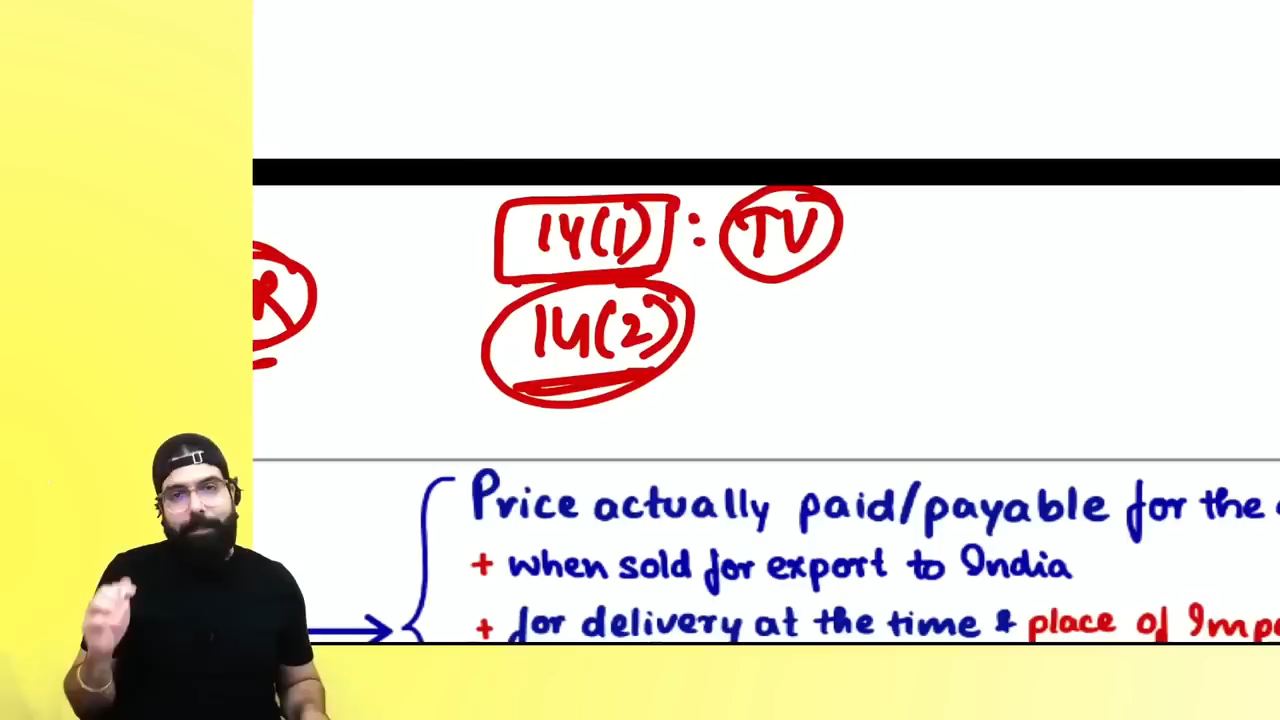 14(1) : TV
R
14(2)
Price actually paid/payable for the
+ when sold for export to India
+ for delivery at the time & place of Impo